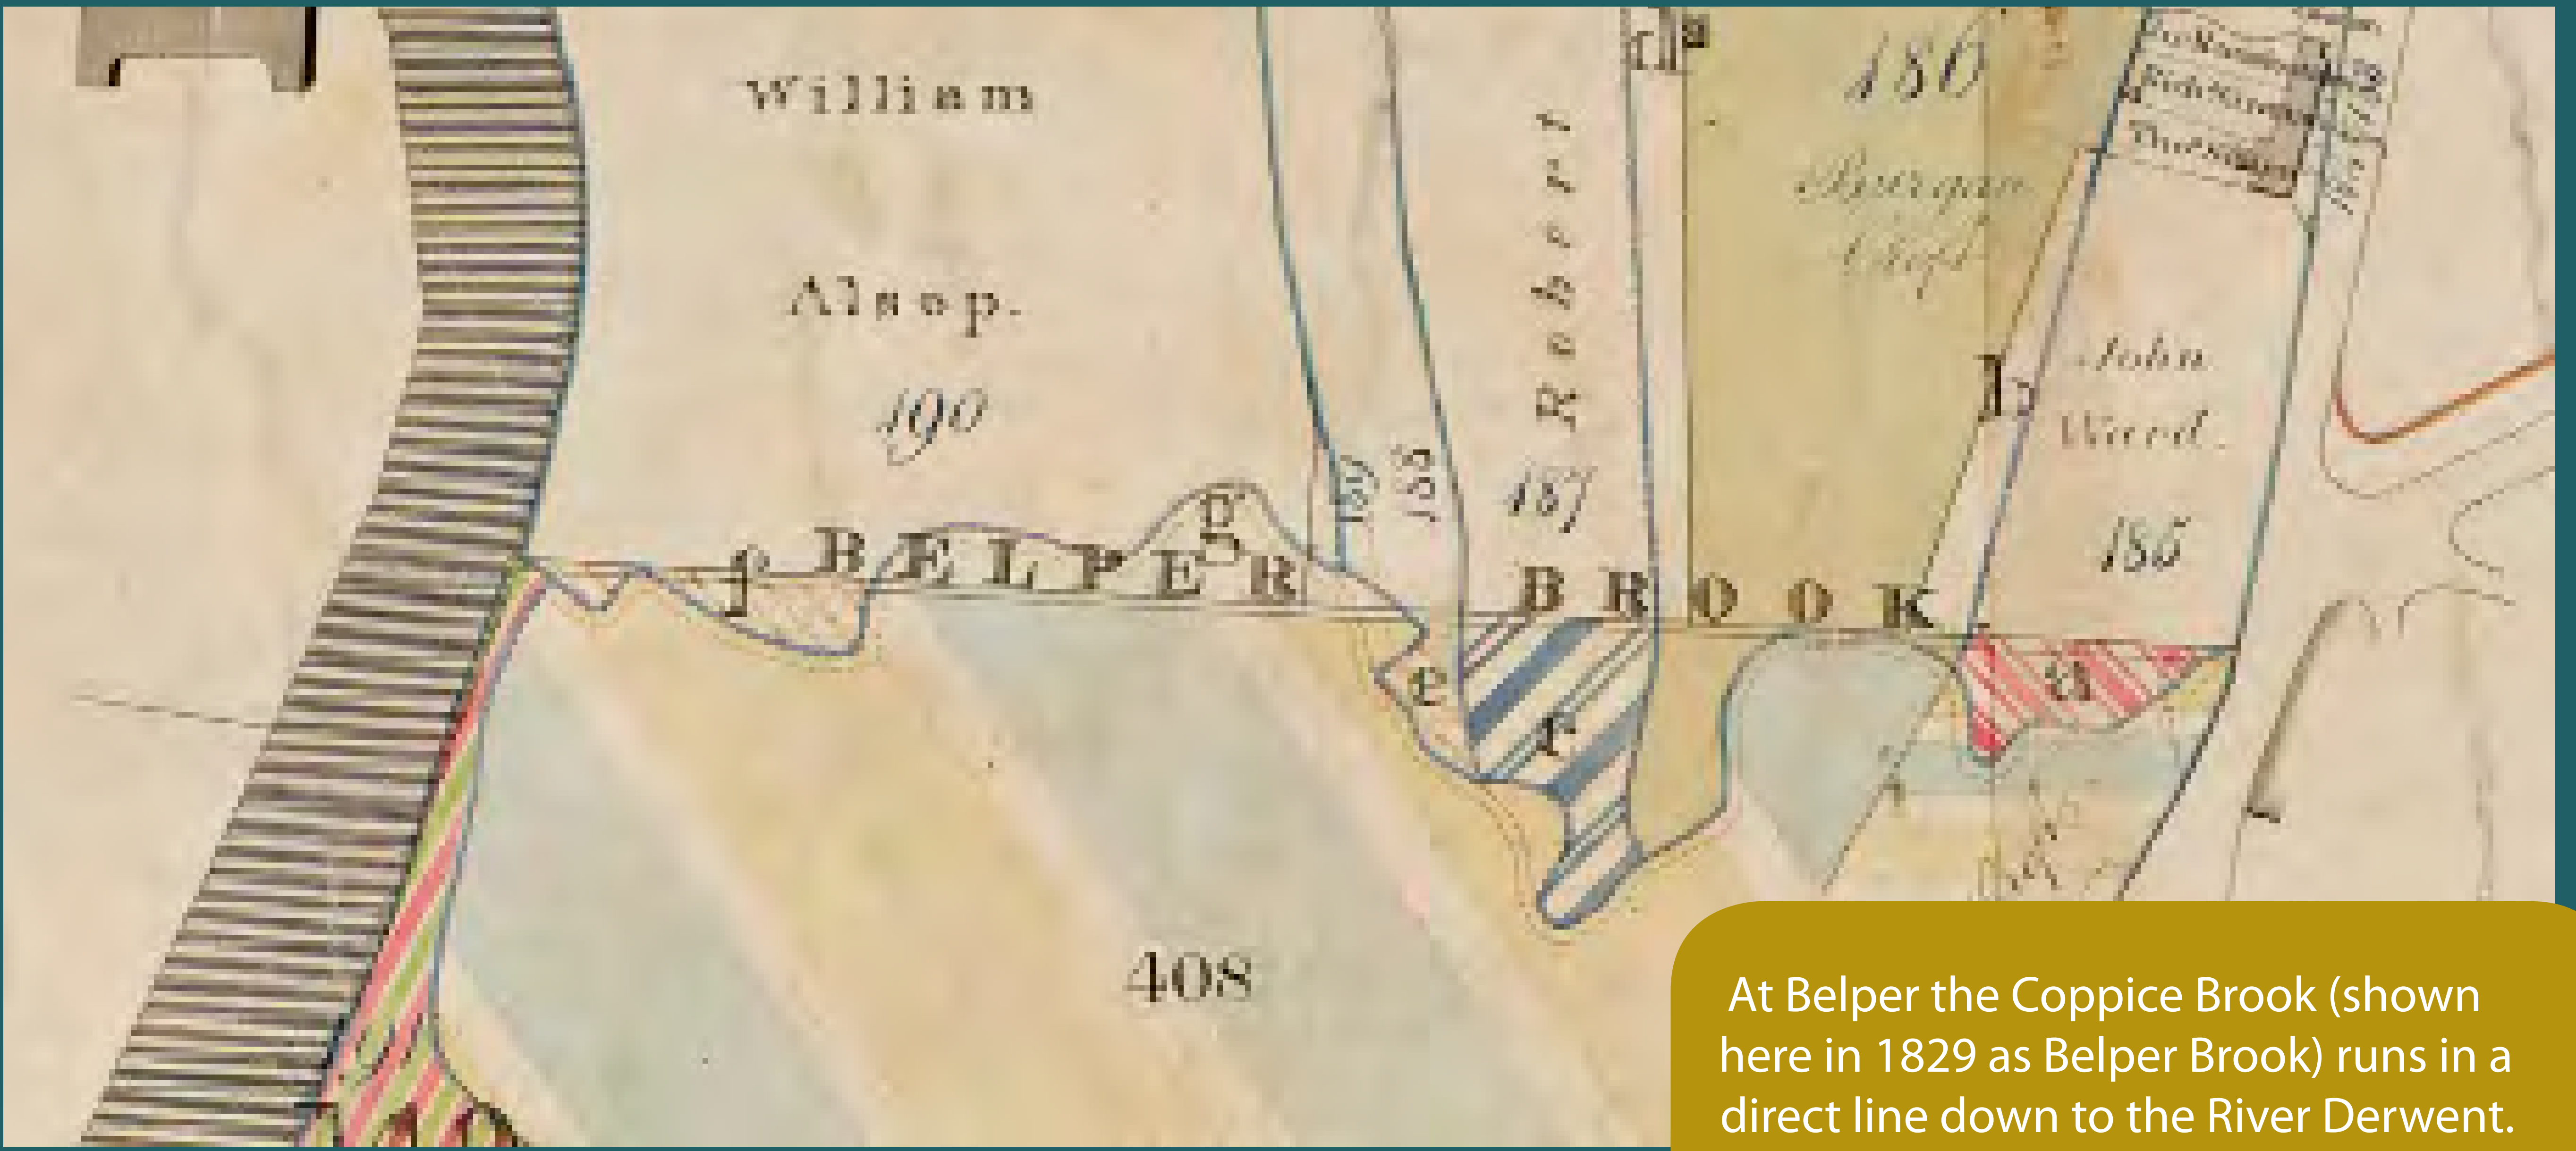 William
Alsop.
190
Robert
187
186
John
Ward.
185
BELPER BROOK
f
g
e
r
408
At Belper the Coppice Brook (shown
here in 1829 as Belper Brook) runs in a
direct line down to the River Derwent.